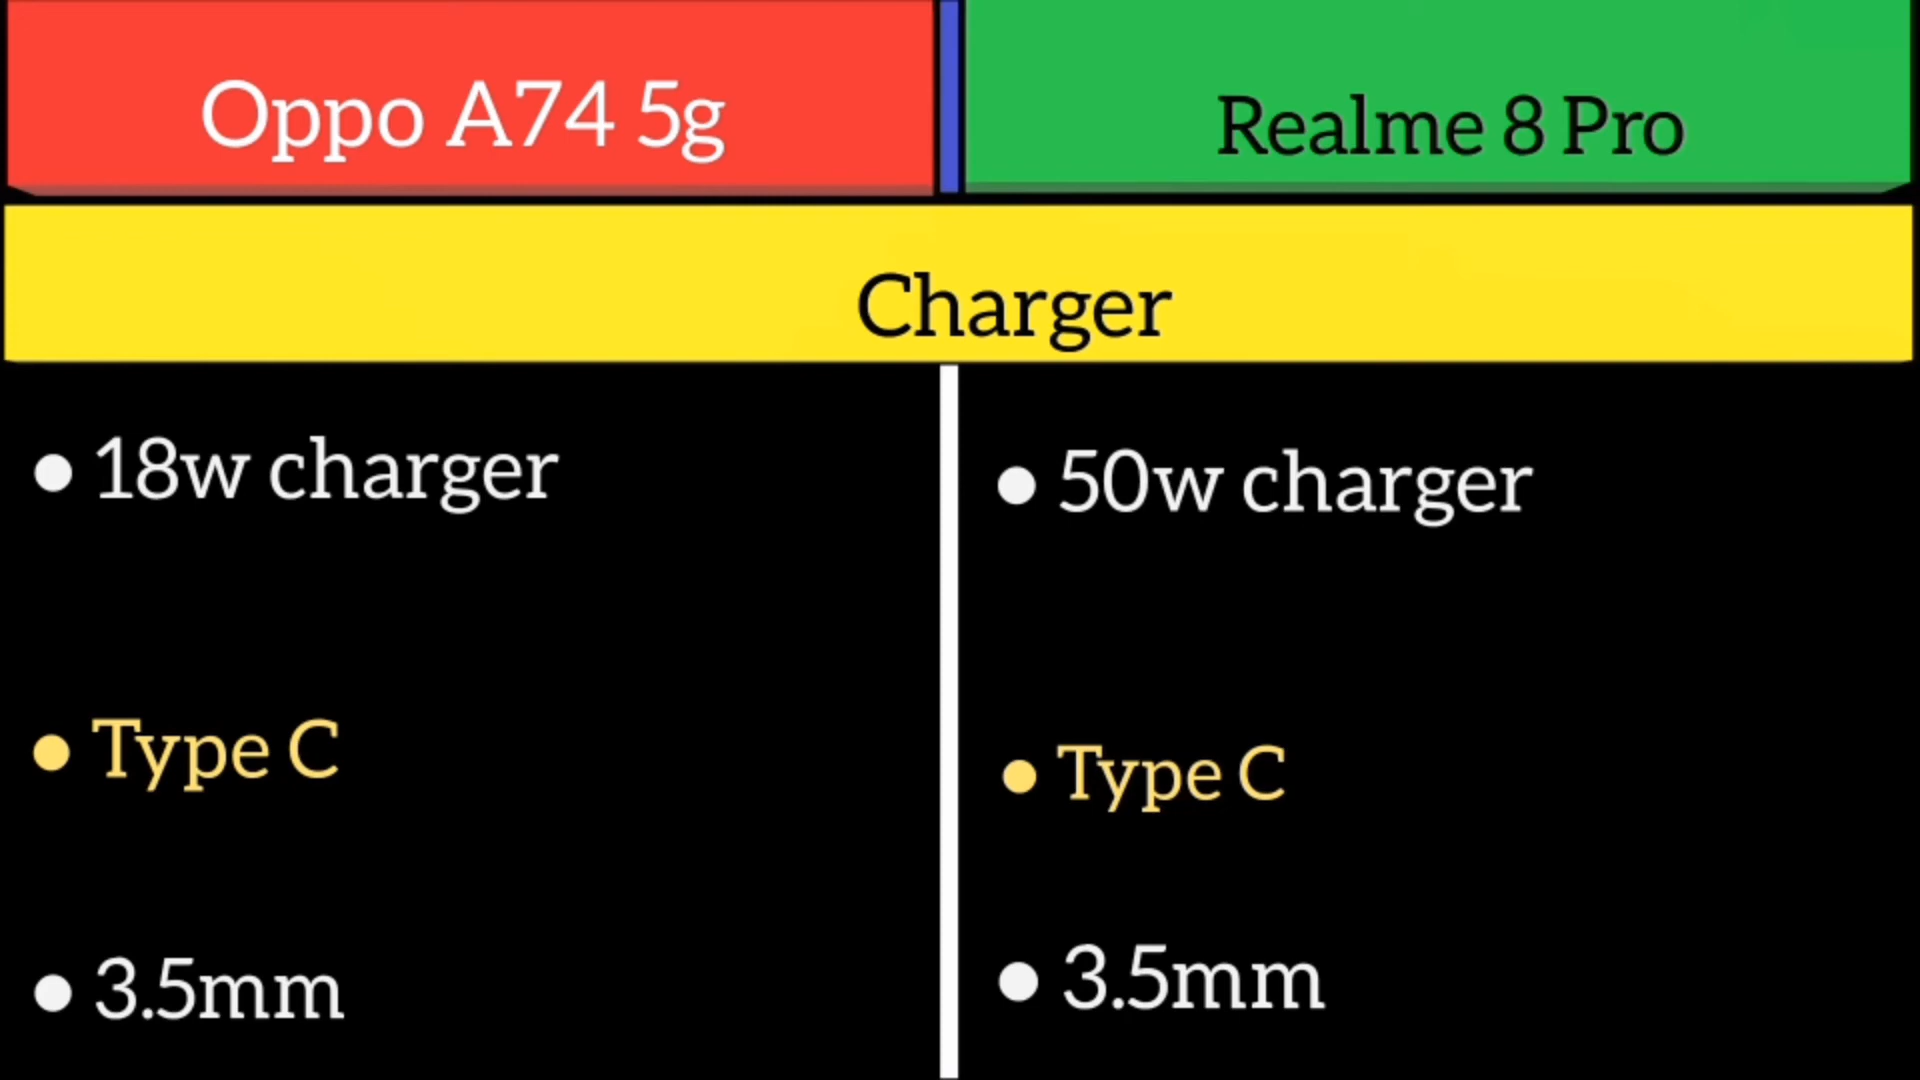 Oppo A74 5g
Realme 8 Pro
Charger
● 18w charger
● Type C
● 3.5mm
● 50w charger
● Type C
● 3.5mm